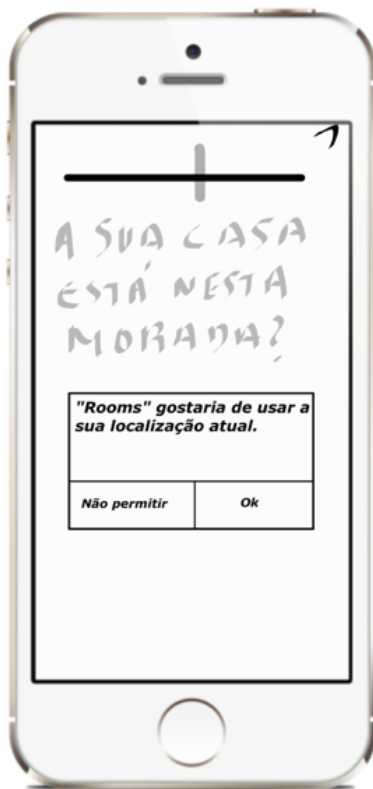 A SUA CASA
ESTÁ NESTA
MORADA?
"Rooms" gostaria de usar a
sua localização atual.
Não permitir Ok